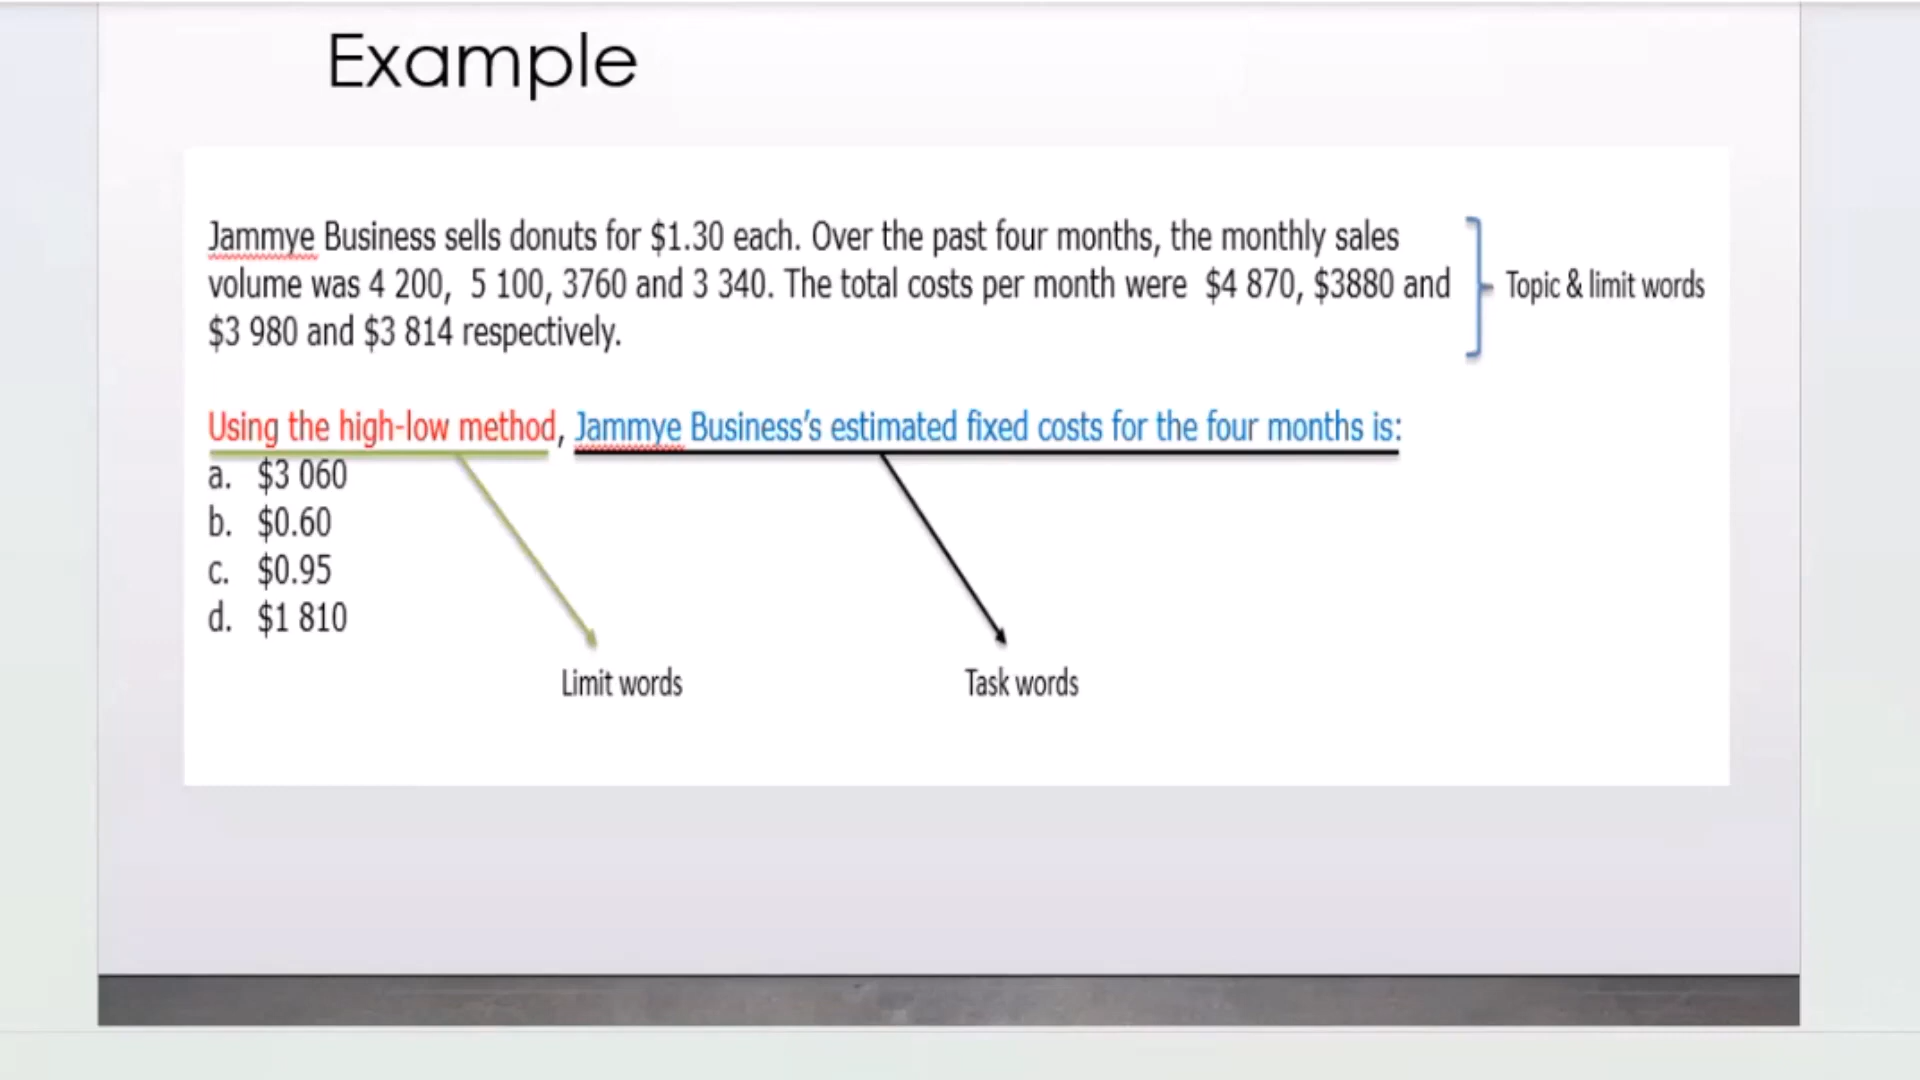 Example
Jammye Business sells donuts for $1.30 each. Over the past four months, the monthly sales
volume was 4 200, 5 100, 3760 and 3 340. The total costs per month were $4 870, $3880 and
$3 980 and $3 814 respectively.
Topic & limit words
Using the high-low method, Jammye Business's estimated fixed costs for the four months is:
a. $3 060
b. $0.60
c. $0.95
d. $1 810
Limit words
Task words